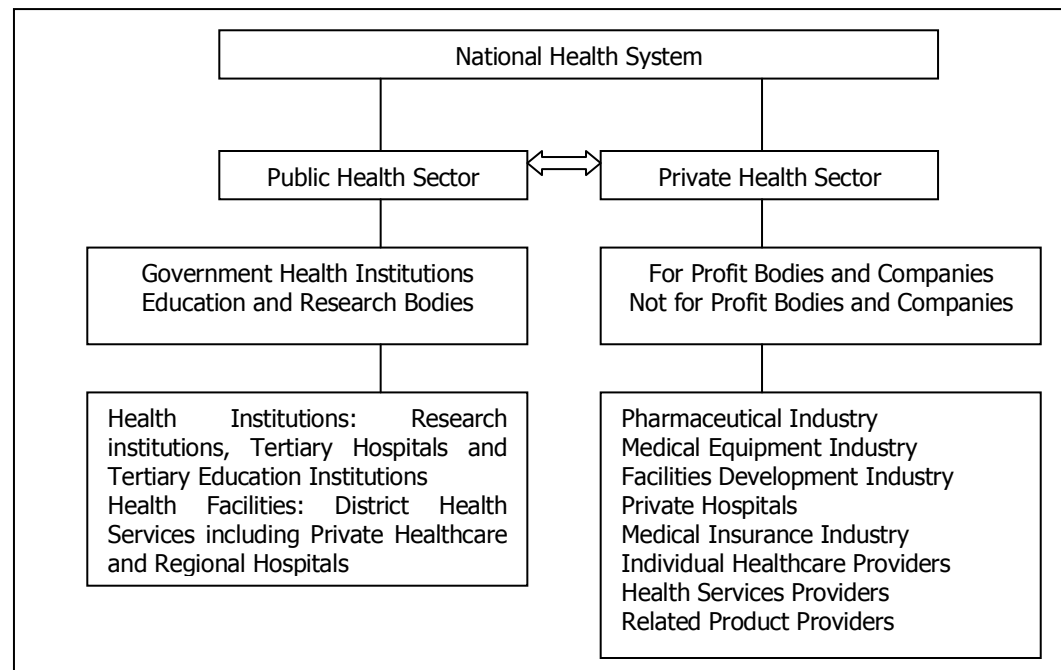 National Health System
Public Health Sector
Private Health Sector
Government Health Institutions
Education and Research Bodies
For Profit Bodies and Companies
Not for Profit Bodies and Companies
Health Institutions: Research
institutions, Tertiary Hospitals and
Tertiary Education Institutions
Health Facilities: District Health
Services including Private Healthcare
and Regional Hospitals
Pharmaceutical Industry
Medical Equipment Industry
Facilities Development Industry
Private Hospitals
Medical Insurance Industry
Individual Healthcare Providers
Health Services Providers
Related Product Providers